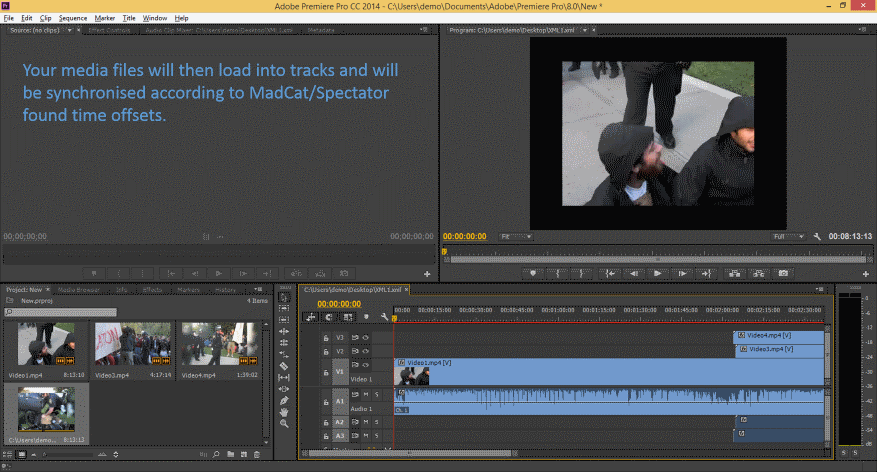 Adobe Premiere Pro CC 2014 - C:\Users\demo\Documents\Adobe\Premiere Pro\8.0\New *
File Edit Clip Sequence Marker Title Window Help
Source: (no clips) Effect Controls Audio Clip Mixer: C:\Users\demo\Desktop\XML1.xml Metadata
Program: C:\Users\demo\Desktop\XML1.xml
Your media files will then load into tracks and will
be synchronised according to MadCat/Spectator
found time offsets.
00;00;00;00 00;00;00;00
00:00:00:00 Fit Full 00:08:13:13
Project: New Media Browser Info Effects Markers History
New.prproj 4 Items
Video1.mp4 8:13:10 Video3.mp4 4:17:14 Video4.mp4 1:39:02
C:\Users\demo... 8:13:13
C:\Users\demo\Desktop\XML1.xml
00:00:00:00
00:00 00:00:15:00 00:00:30:00 00:00:45:00 00:01:00:00 00:01:15:00 00:01:30:00 00:01:45:00 00:02:00:00 00:02:15:00 00:02:30:00
V3 Video4.mp4 [V]
V2 Video3.mp4 [V]
V1 Video 1 Video1.mp4 [V]
A1 M S Audio 1 Ch. 1
A2 M S
A3 M S
S S